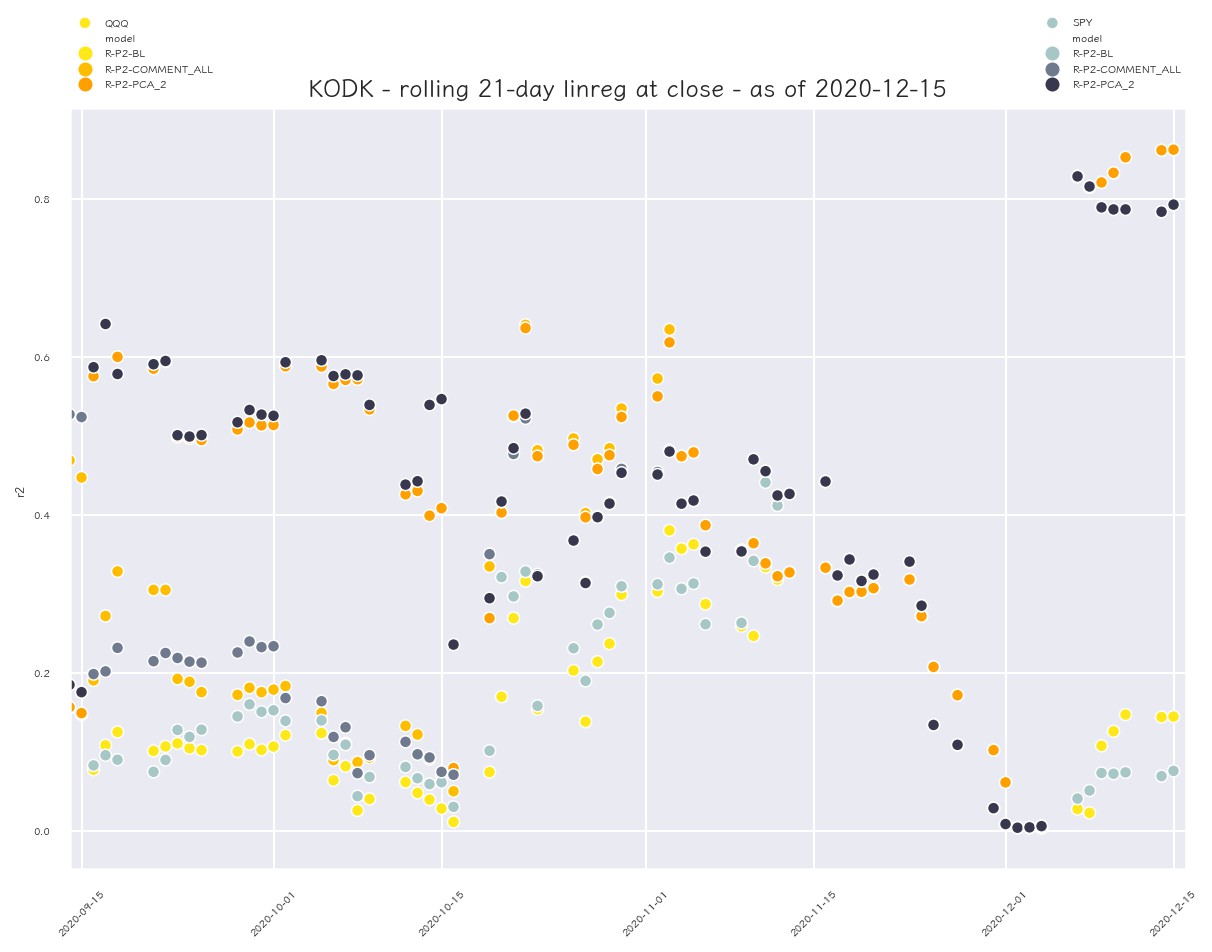 QQQ
model
R-P2-BL
R-P2-COMMENT_ALL
R-P2-PCA_2
SPY
model
R-P2-BL
R-P2-COMMENT_ALL
R-P2-PCA_2
KODK - rolling 21-day linreg at close - as of 2020-12-15
0.8
0.6
0.4
0.2
0.0
r2
2020-09-15
2020-10-01
2020-10-15
2020-11-01
2020-11-15
2020-12-01
2020-12-15